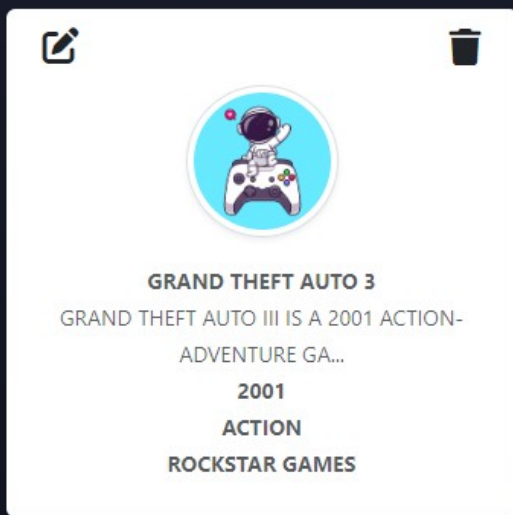 GRAND THEFT AUTO 3
GRAND THEFT AUTO III IS A 2001 ACTION-
ADVENTURE GA...
2001
ACTION
ROCKSTAR GAMES